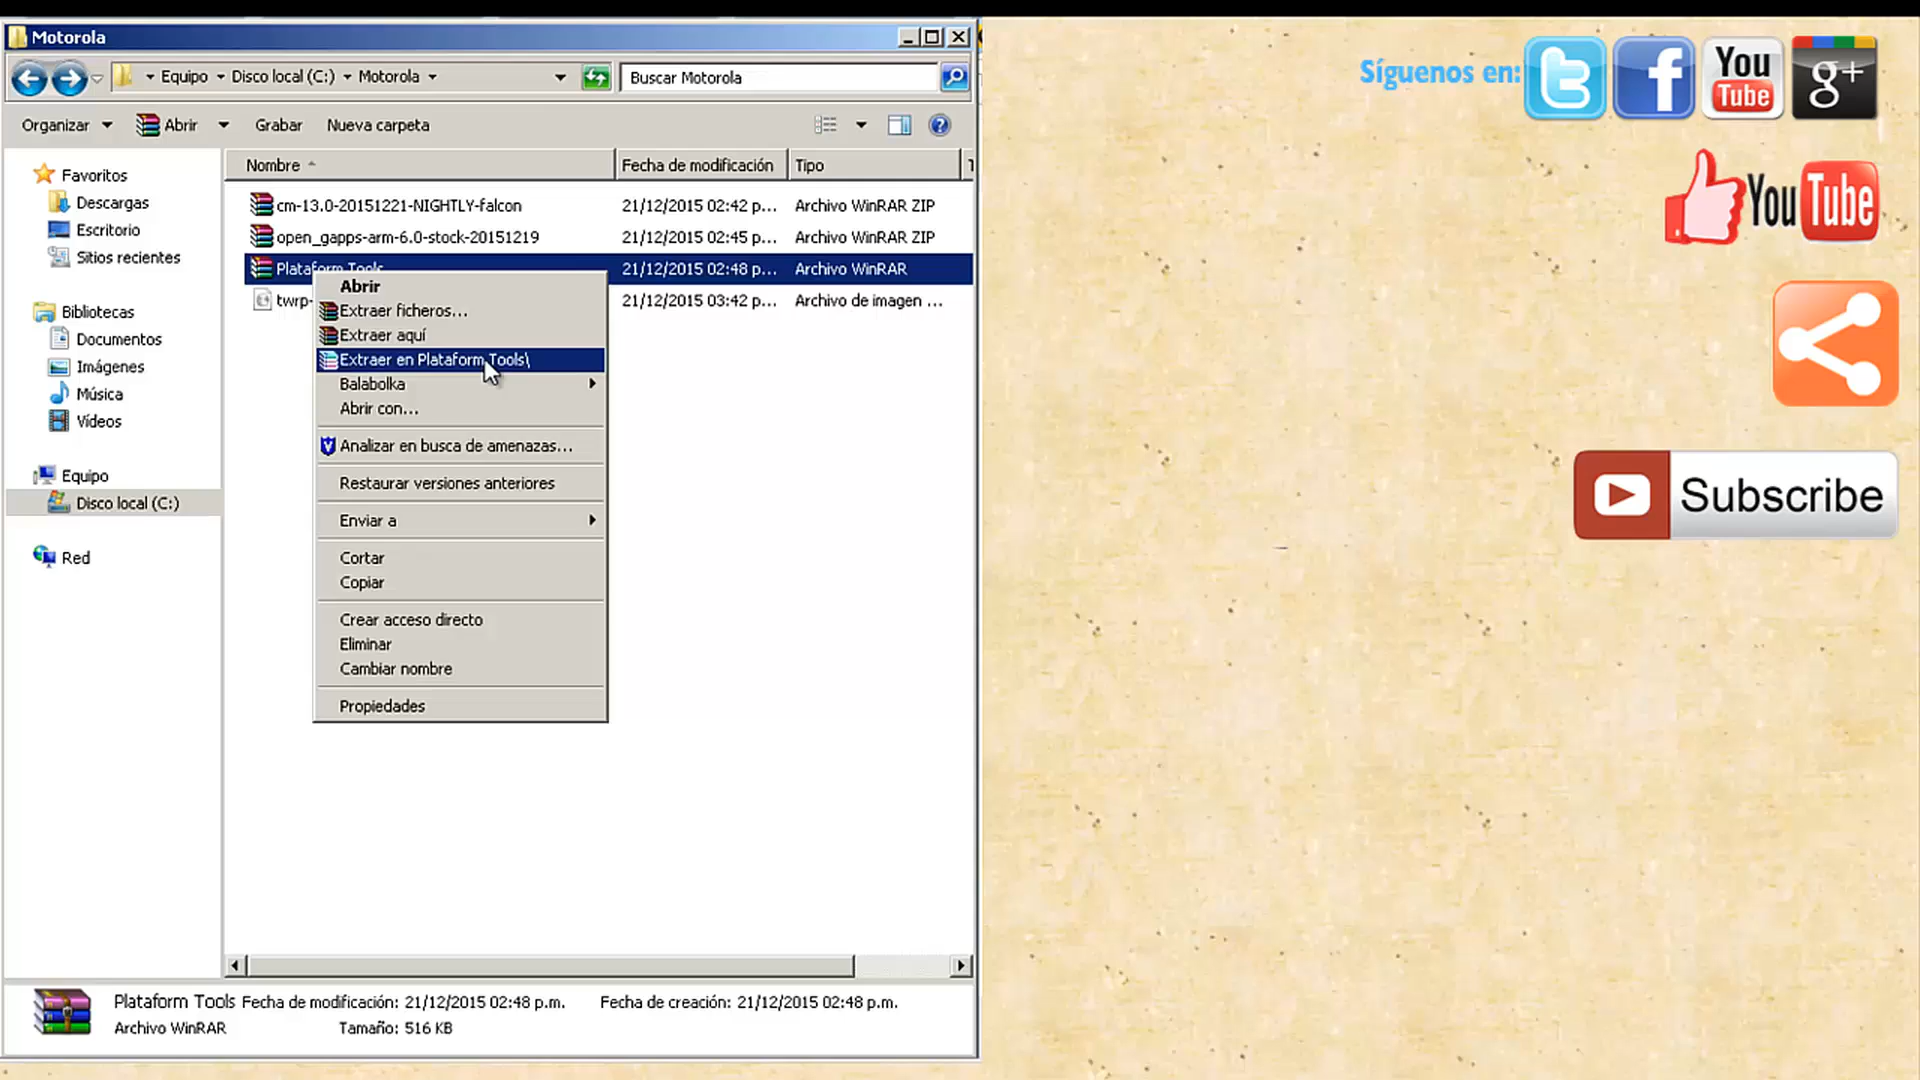 Motorola
Equipo Disco local (C:) Motorola
Buscar Motorola
Organizar Abrir Grabar Nueva carpeta
Nombre Fecha de modificación Tipo
Favoritos
Descargas
Escritorio
Sitios recientes
Bibliotecas
Documentos
Imágenes
Música
Vídeos
Equipo
Disco local (C:)
Red
cm-13.0-20151221-NIGHTLY-falcon 21/12/2015 02:42 p... Archivo WinRAR ZIP
open_gapps-arm-6.0-stock-20151219 21/12/2015 02:45 p... Archivo WinRAR ZIP
Plataform Tools 21/12/2015 02:48 p... Archivo WinRAR
twrp- 21/12/2015 03:42 p... Archivo de imagen ...
Abrir
Extraer ficheros...
Extraer aquí
Extraer en Plataform Tools\
Balabolka
Abrir con...
Analizar en busca de amenazas...
Restaurar versiones anteriores
Enviar a
Cortar
Copiar
Crear acceso directo
Eliminar
Cambiar nombre
Propiedades
Plataform Tools Fecha de modificación: 21/12/2015 02:48 p.m. Fecha de creación: 21/12/2015 02:48 p.m.
Archivo WinRAR Tamaño: 516 KB
Síguenos en:
t
f
You
Tube
g+
YouTube
Subscribe